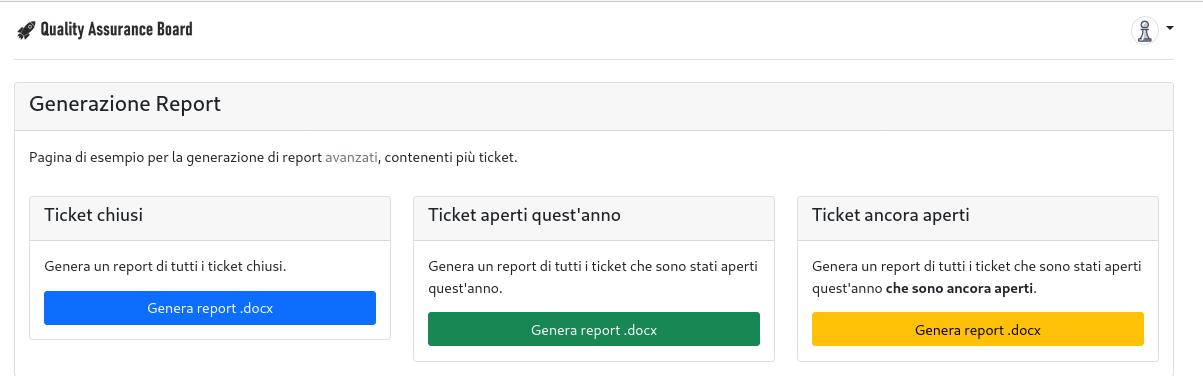 Quality Assurance Board
Generazione Report
Pagina di esempio per la generazione di report avanzati, contenenti più ticket.
Ticket chiusi
Genera un report di tutti i ticket chiusi.
Genera report .docx
Ticket aperti quest'anno
Genera un report di tutti i ticket che sono stati aperti
quest'anno.
Genera report .docx
Ticket ancora aperti
Genera un report di tutti i ticket che sono stati aperti
quest'anno che sono ancora aperti.
Genera report .docx